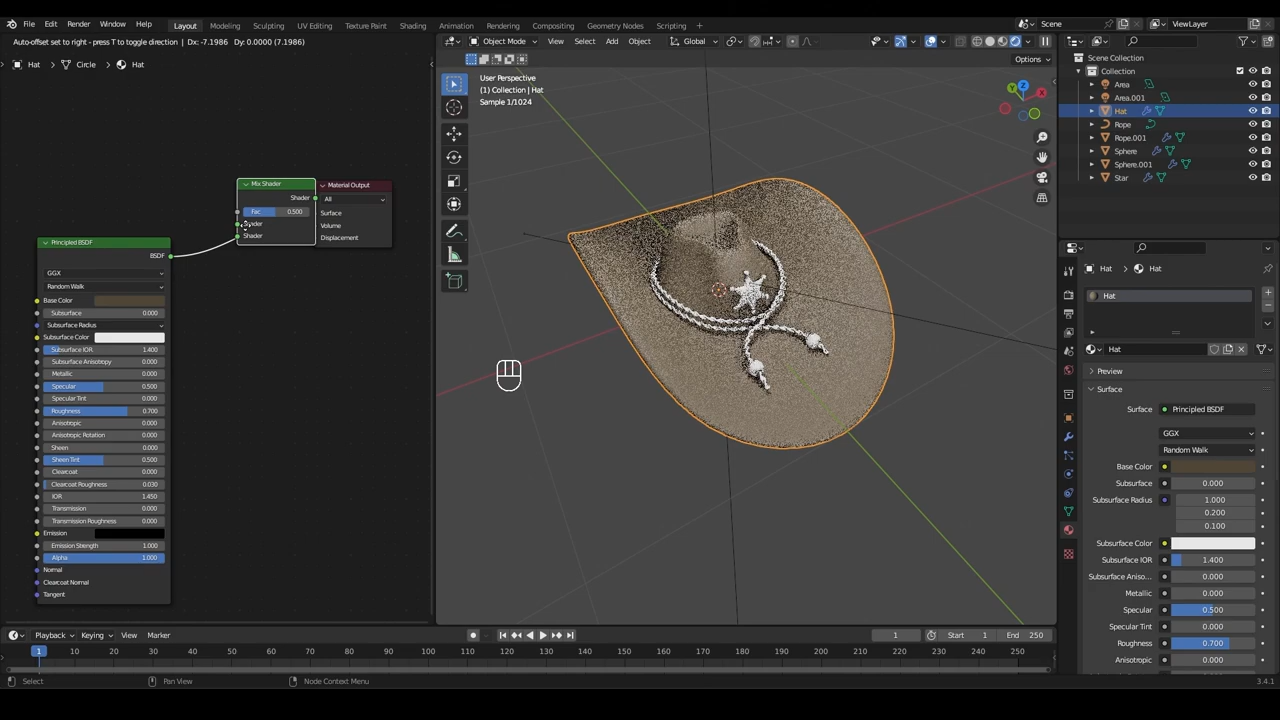 File Edit Render Window Help Layout Modeling Sculpting UV Editing Texture Paint Shading Animation Rendering Compositing Geometry Nodes Scripting + Scene ViewLayer
Auto-offset set to right - press T to toggle direction | Dx: -7.1986 Dy: 0.0000 (7.1986)
Object Mode View Select Add Object Global
Hat > Circle > Hat
Options
User Perspective
(1) Collection | Hat
Sample 1/1024
Scene Collection
Collection
Area
Area.001
Hat
Rope
Rope.001
Sphere
Sphere.001
Star
Mix Shader
Shader
Fac 0.500
Shader
Material Output
All
Surface
Volume
Displacement
Principled BSDF
BSDF
GGX
Random Walk
Base Color
Subsurface 0.000
Subsurface Radius
Subsurface Color
Subsurface IOR 1.400
Subsurface Anisotropy 0.000
Metallic 0.000
Specular 0.500
Specular Tint 0.000
Roughness 0.700
Anisotropic 0.000
Anisotropic Rotation 0.000
Sheen 0.000
Sheen Tint 0.500
Clearcoat 0.000
Clearcoat Roughness 0.030
IOR 1.450
Transmission 0.000
Transmission Roughness 0.000
Emission
Emission Strength 1.000
Alpha 1.000
Normal
Clearcoat Normal
Tangent
Hat > Hat
Hat
Hat
Preview
Surface
Surface Principled BSDF
GGX
Random Walk
Base Color
Subsurface 0.000
Subsurface Radius 1.000
0.200
0.100
Subsurface Color
Subsurface IOR 1.400
Subsurface Aniso... 0.000
Metallic 0.000
Specular 0.500
Specular Tint 0.000
Roughness 0.700
Anisotropic 0.000
Playback Keying View Marker 1 Start 1 End 250
1 10 20 30 40 50 60 70 80 90 100 110 120 130 140 150 160 170 180 190 200 210 220 230 240 250
Select Pan View Node Context Menu 3.4.1